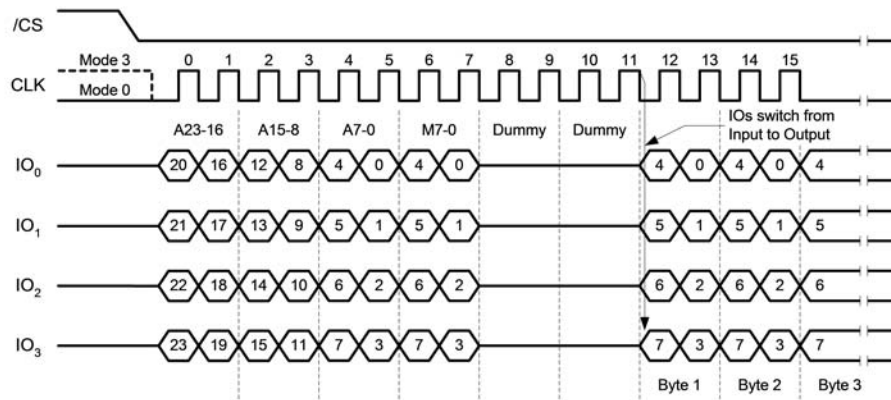 /CS
Mode 3 0 1 2 3 4 5 6 7 8 9 10 11 12 13 14 15
CLK
Mode 0
IOs switch from
Input to Output
A23-16 A15-8 A7-0 M7-0 Dummy Dummy
IO0 20 16 12 8 4 0 4 0 4 0 4 0 4
IO1 21 17 13 9 5 1 5 1 5 1 5 1 5
IO2 22 18 14 10 6 2 6 2 6 2 6 2 6
IO3 23 19 15 11 7 3 7 3 7 3 7 3 7
Byte 1 Byte 2 Byte 3